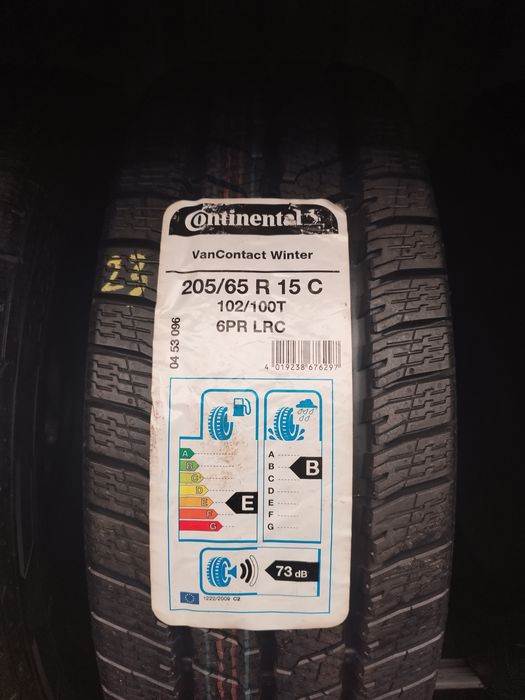 Continental
VanContact Winter
205/65 R 15 C
102/100T
6PR LRC
04 53 096
4 019238 676297
A
B
C
D
E
F
G
E
A
B
C
D
E
F
G
B
73 dB
1222/2009 C2